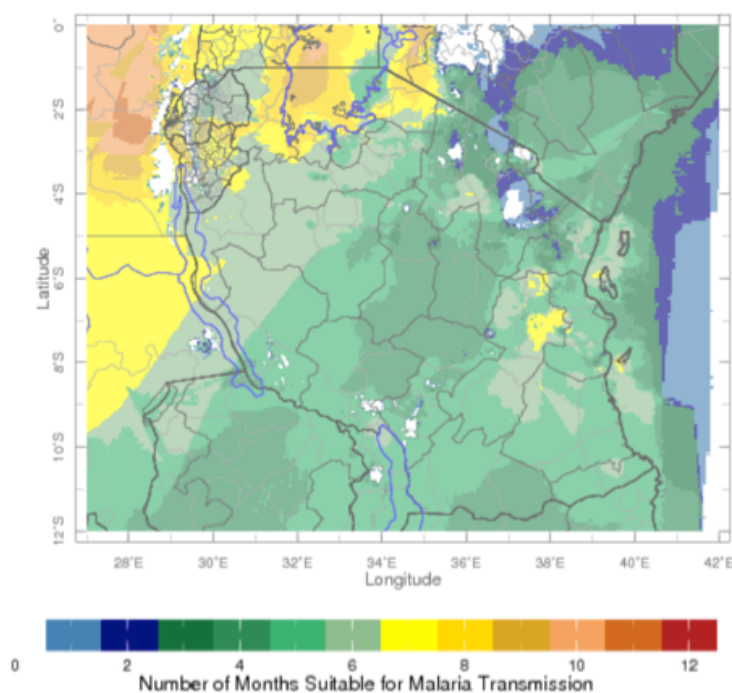 0°
2°S
4°S
6°S
8°S
10°S
12°S
Latitude
28°E 30°E 32°E 34°E 36°E 38°E 40°E 42°E
Longitude
0 2 4 6 8 10 12
Number of Months Suitable for Malaria Transmission